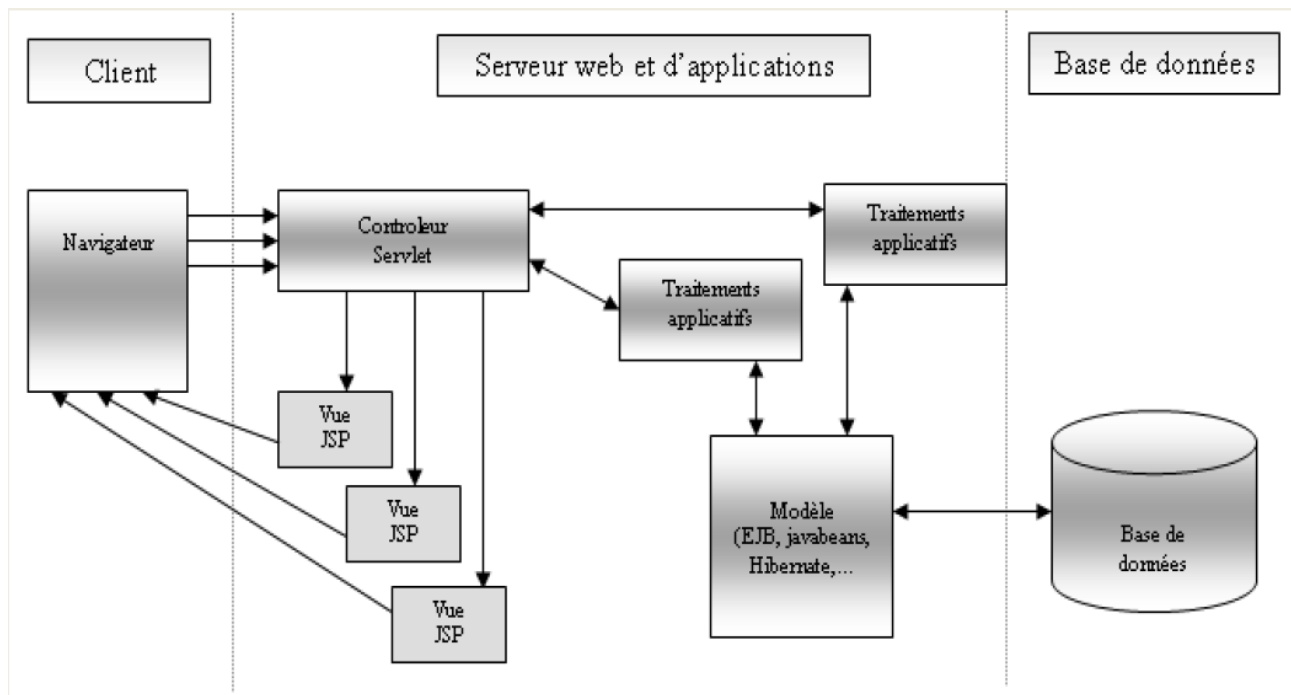 Client
Serveur web et d'applications
Base de données
Navigateur
Controleur
Servlet
Traitements
applicatifs
Traitements
applicatifs
Vue
JSP
Vue
JSP
Vue
JSP
Modèle
(EJB, javabeans,
Hibernate,...
Base de
données